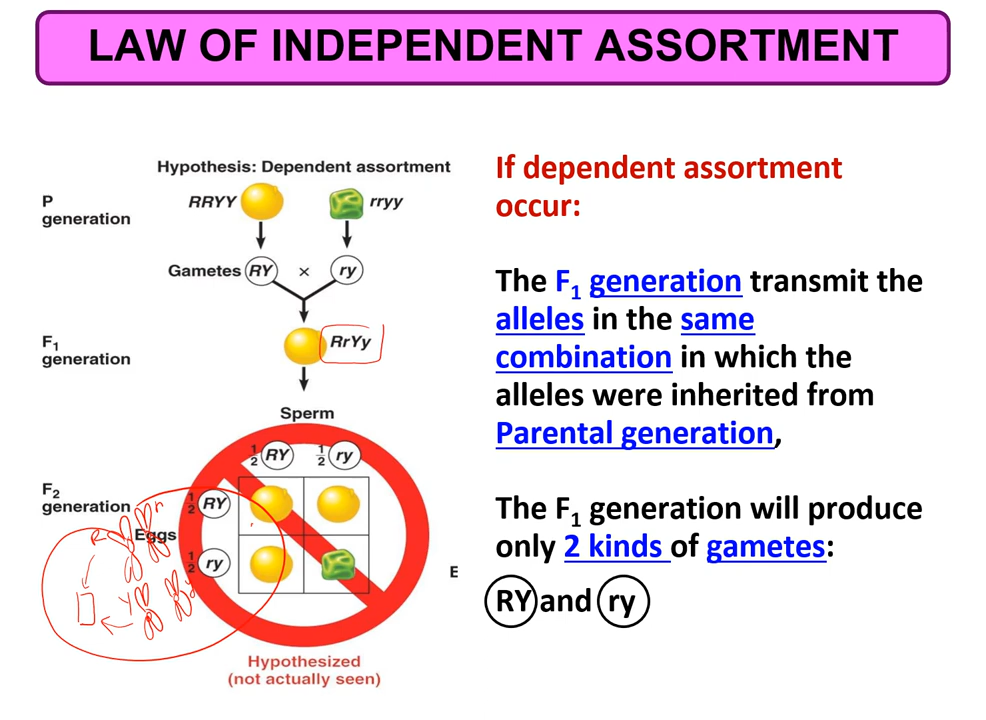 LAW OF INDEPENDENT ASSORTMENT
Hypothesis: Dependent assortment
P
generation
RRYY
rryy
Gametes RY × ry
F1
generation
RrYy
Sperm
1/2 RY 1/2 ry
F2
generation
1/2 RY
Eggs
1/2 ry
R
r
Y
y
E
Hypothesized
(not actually seen)
If dependent assortment
occur:
The F1 generation transmit the
alleles in the same
combination in which the
alleles were inherited from
Parental generation,
The F1 generation will produce
only 2 kinds of gametes:
RY and ry